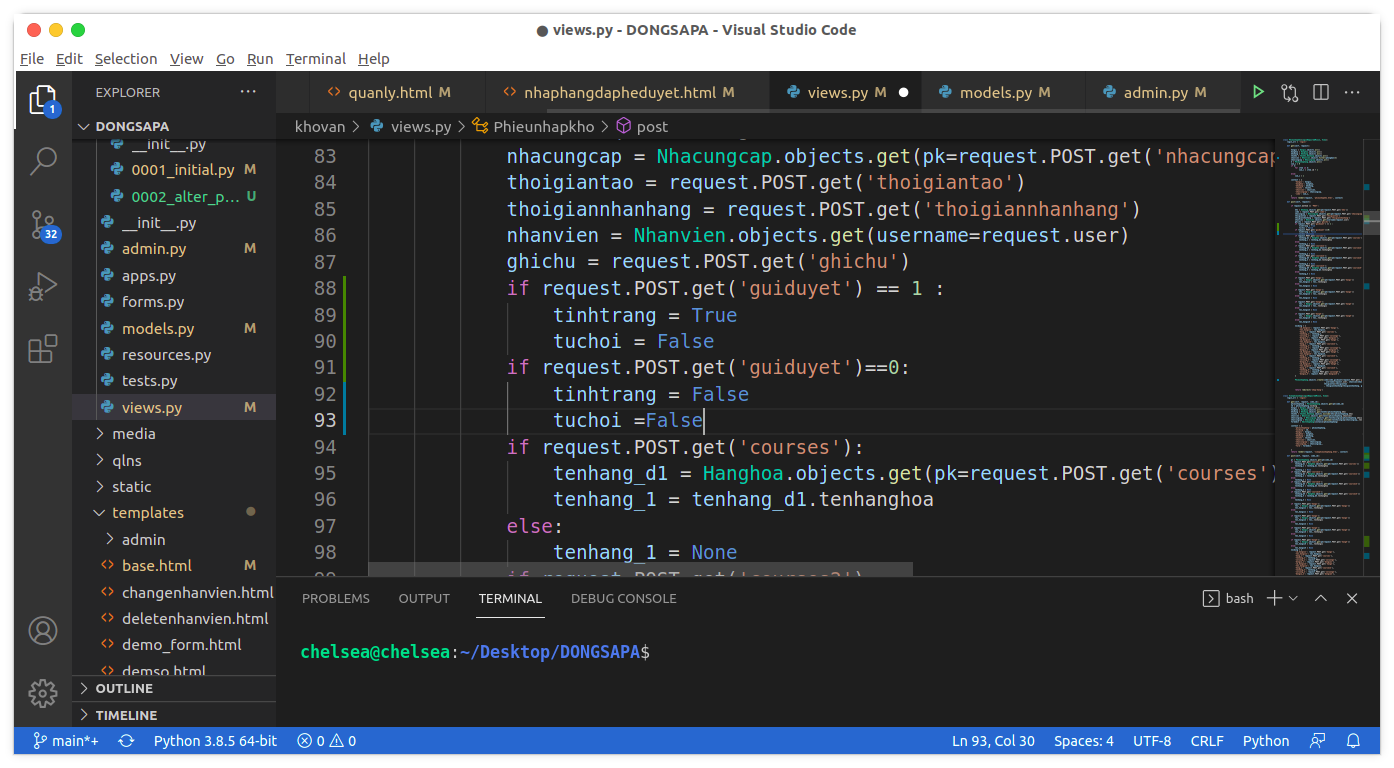 ● views.py - DONGSAPA - Visual Studio Code
File Edit Selection View Go Run Terminal Help
1
32
EXPLORER ···
DONGSAPA
__init__.py
0001_initial.py M
0002_alter_p... U
__init__.py
admin.py M
apps.py
forms.py
models.py M
resources.py
tests.py
views.py M
media
qlns
static
templates
admin
base.html M
changenhanvien.html
deletenhanvien.html
demo_form.html
demso.html
OUTLINE
TIMELINE
quanly.html M nhaphangdapheduyet.html M views.py M ● models.py M admin.py M ···
khovan > views.py > Phieunhapkho > post
83 nhacungcap = Nhacungcap.objects.get(pk=request.POST.get('nhacungcap
84 thoigiantao = request.POST.get('thoigiantao')
85 thoigiannhanhang = request.POST.get('thoigiannhanhang')
86 nhanvien = Nhanvien.objects.get(username=request.user)
87 ghichu = request.POST.get('ghichu')
88 if request.POST.get('guiduyet') == 1 :
89 tinhtrang = True
90 tuchoi = False
91 if request.POST.get('guiduyet')==0:
92 tinhtrang = False
93 tuchoi =False
94 if request.POST.get('courses'):
95 tenhang_d1 = Hanghoa.objects.get(pk=request.POST.get('courses')
96 tenhang_1 = tenhang_d1.tenhanghoa
97 else:
98 tenhang_1 = None
99 if request.POST.get('courses2')
PROBLEMS OUTPUT TERMINAL DEBUG CONSOLE bash
chelsea@chelsea:~/Desktop/DONGSAPA$
main*+ Python 3.8.5 64-bit 0 0 Ln 93, Col 30 Spaces: 4 UTF-8 CRLF Python